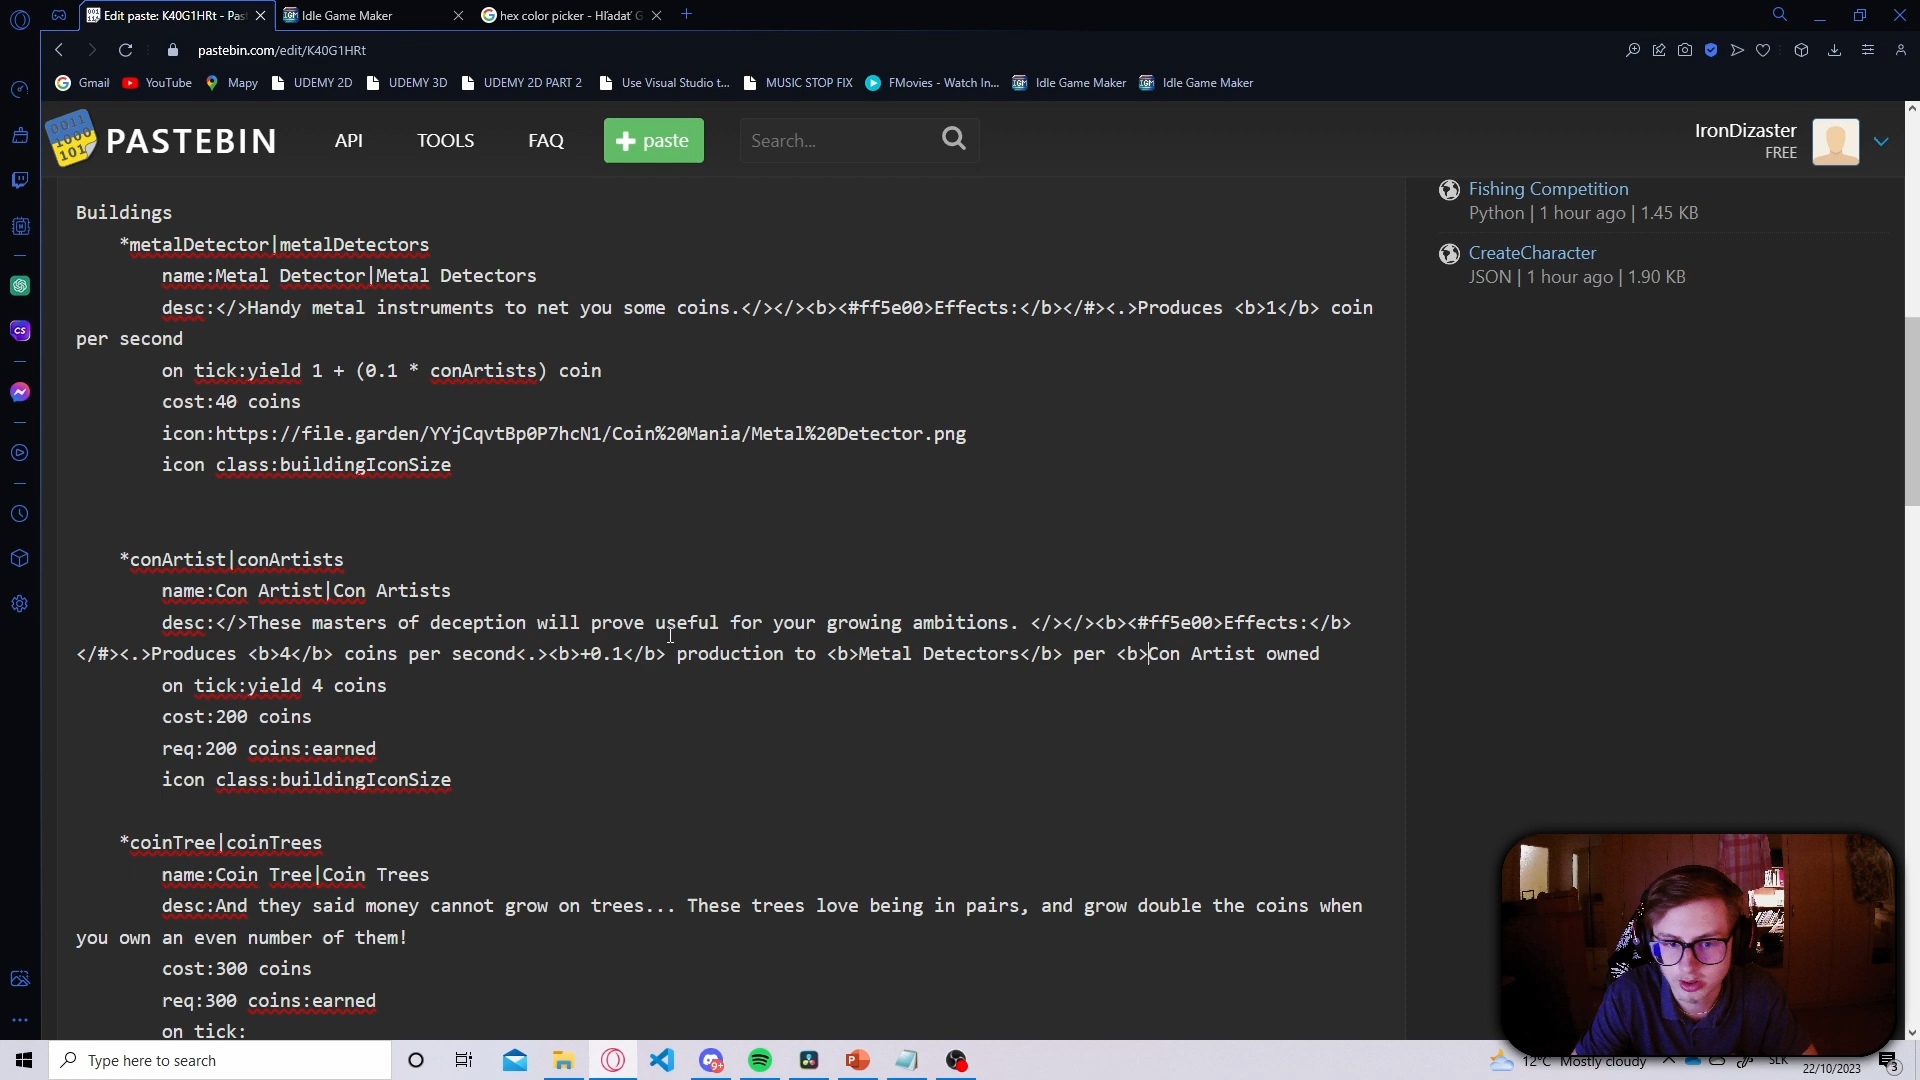 Edit paste: K40G1HRt - Pas
Idle Game Maker
hex color picker - Hľadať G
pastebin.com/edit/K40G1HRt
Gmail
YouTube
Mapy
UDEMY 2D
UDEMY 3D
UDEMY 2D PART 2
Use Visual Studio t...
MUSIC STOP FIX
FMovies - Watch In...
Idle Game Maker
Idle Game Maker
PASTEBIN
API
TOOLS
FAQ
paste
Search...
IronDizaster
FREE
Fishing Competition
Python | 1 hour ago | 1.45 KB
CreateCharacter
JSON | 1 hour ago | 1.90 KB
Buildings
*metalDetector|metalDetectors
name:Metal Detector|Metal Detectors
desc:</>Handy metal instruments to net you some coins.</></><b><#ff5e00>Effects:</b></#><.>Produces <b>1</b> coin
per second
on tick:yield 1 + (0.1 * conArtists) coin
cost:40 coins
icon:https://file.garden/YYjCqvtBp0P7hcN1/Coin%20Mania/Metal%20Detector.png
icon class:buildingIconSize
*conArtist|conArtists
name:Con Artist|Con Artists
desc:</>These masters of deception will prove useful for your growing ambitions. </></><b><#ff5e00>Effects:</b>
</#><.>Produces <b>4</b> coins per second<.><b>+0.1</b> production to <b>Metal Detectors</b> per <b>Con Artist owned
on tick:yield 4 coins
cost:200 coins
req:200 coins:earned
icon class:buildingIconSize
*coinTree|coinTrees
name:Coin Tree|Coin Trees
desc:And they said money cannot grow on trees... These trees love being in pairs, and grow double the coins when
you own an even number of them!
cost:300 coins
req:300 coins:earned
on tick:
Type here to search
12°C Mostly cloudy
SLK
22/10/2023